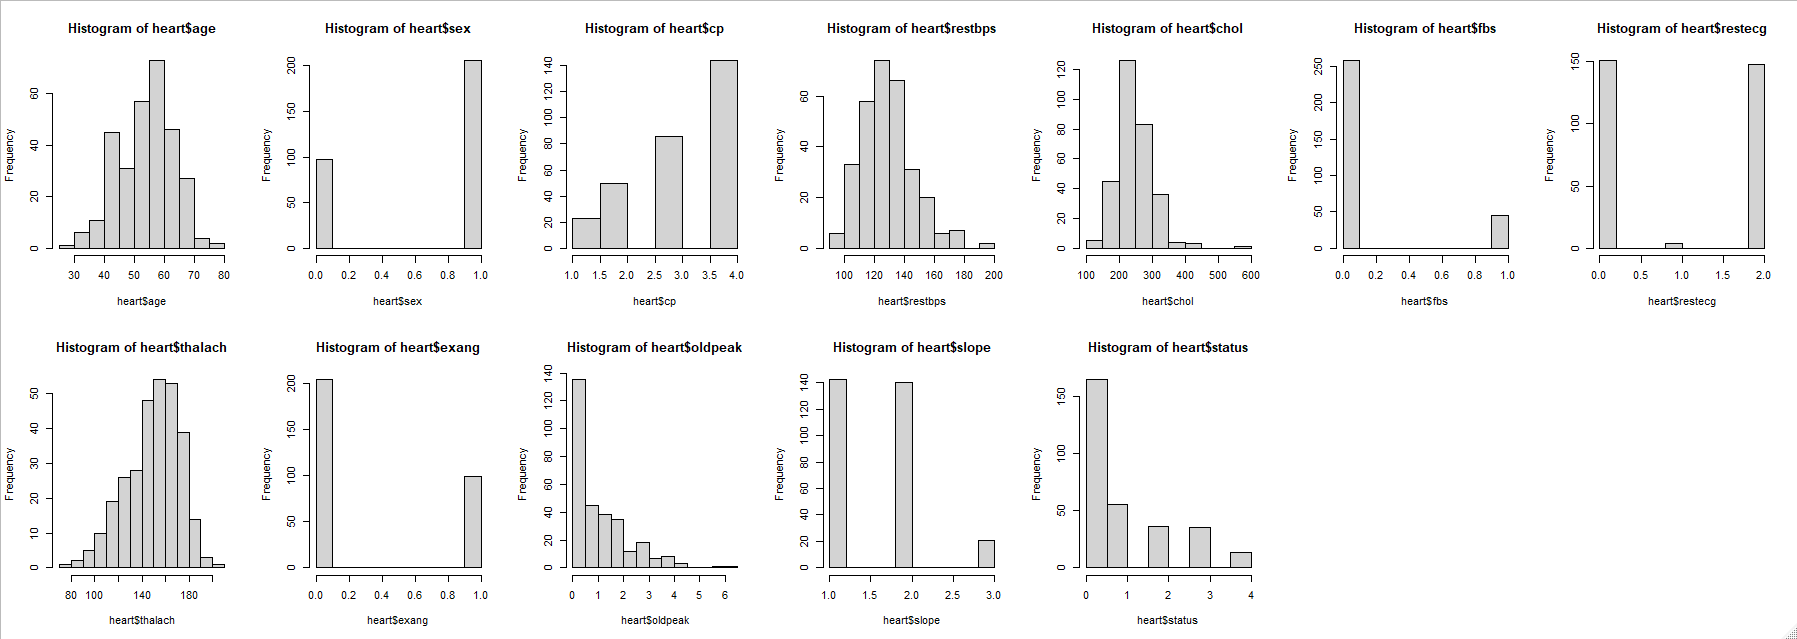 Histogram of heart$age
Frequency
0 20 40 60
30 40 50 60 70 80
heart$age
Histogram of heart$sex
Frequency
0 50 100 150 200
0.0 0.2 0.4 0.6 0.8 1.0
heart$sex
Histogram of heart$cp
Frequency
0 20 40 60 80 100 120 140
1.0 1.5 2.0 2.5 3.0 3.5 4.0
heart$cp
Histogram of heart$restbps
Frequency
0 20 40 60
100 120 140 160 180 200
heart$restbps
Histogram of heart$chol
Frequency
0 20 40 60 80 100 120
100 200 300 400 500 600
heart$chol
Histogram of heart$fbs
Frequency
0 50 100 150 200 250
0.0 0.2 0.4 0.6 0.8 1.0
heart$fbs
Histogram of heart$restecg
Frequency
0 50 100 150
0.0 0.5 1.0 1.5 2.0
heart$restecg
Histogram of heart$thalach
Frequency
0 10 20 30 40 50
80 100 140 180
heart$thalach
Histogram of heart$exang
Frequency
0 50 100 150 200
0.0 0.2 0.4 0.6 0.8 1.0
heart$exang
Histogram of heart$oldpeak
Frequency
0 20 40 60 80 100 120 140
0 1 2 3 4 5 6
heart$oldpeak
Histogram of heart$slope
Frequency
0 20 40 60 80 100 120 140
1.0 1.5 2.0 2.5 3.0
heart$slope
Histogram of heart$status
Frequency
0 50 100 150
0 1 2 3 4
heart$status